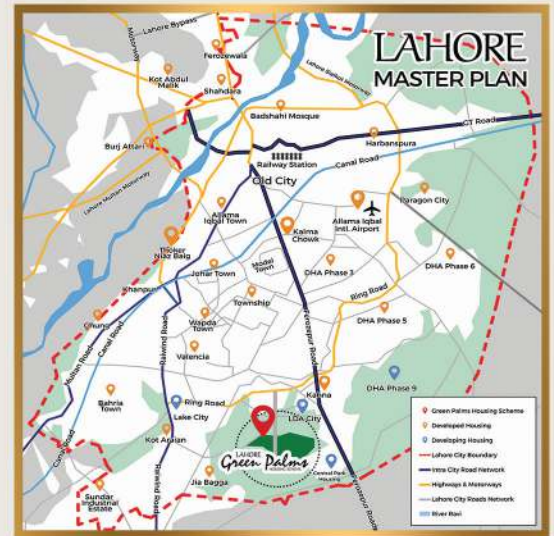 LAHORE
MASTER PLAN
Lahore Bypass
Motorway
Ferozewala
Kot Abdul
Malik
Shahdara
Lahore Sialkot Motorway
Badshahi Mosque
GT Road
Burj Attari
Harbanspura
Railway Station
Canal Road
Old City
Lahore Multan Motorway
Allama
Iqbal Town
Kalma
Chowk
Allama Iqbal
Intl. Airport
Paragon City
Thoker
Niaz Baig
Johar Town
Model
Town
DHA Phase 3
DHA Phase 6
Khanpur
Township
Ring Road
Chung
Canal Road
Multan Road
Raiwind Road
Wapda
Town
Ferozepur Road
DHA Phase 5
Valencia
Bahria
Town
Ring Road
Lake City
Kahna
DHA Phase 9
LDA City
Kot Araian
LAHORE
Green Palms
Canal Road
Jia Bagga
Central Park
Housing
Sundar
Industrial
Estate
Raiwind Road
Ferozepur Road
Green Palms Housing Scheme
Developed Housing
Developing Housing
Lahore City Boundary
Intra City Road Network
Highways & Motorways
Lahore City Roads Network
River Ravi